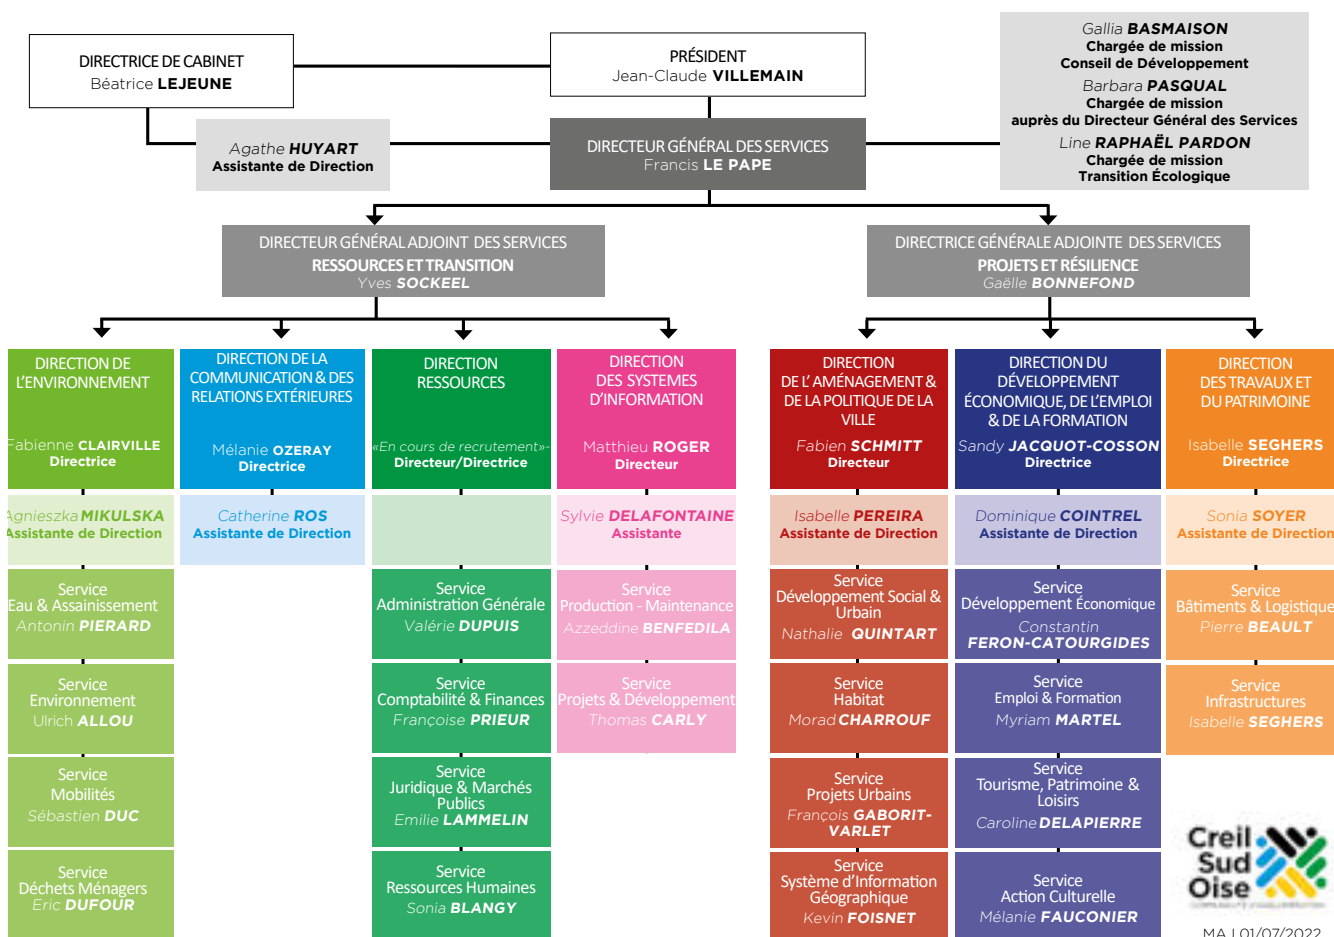 DIRECTRICE DE CABINET
Béatrice LEJEUNE
PRÉSIDENT
Jean-Claude VILLEMAIN
Gallia BASMAISON
Chargée de mission
Conseil de Développement
Barbara PASQUAL
Chargée de mission
auprès du Directeur Général des Services
Line RAPHAËL PARDON
Chargée de mission
Transition Écologique
Agathe HUYART
Assistante de Direction
DIRECTEUR GÉNÉRAL DES SERVICES
Francis LE PAPE
DIRECTEUR GÉNÉRAL ADJOINT DES SERVICES
RESSOURCES ET TRANSITION
Yves SOCKEEL
DIRECTRICE GÉNÉRALE ADJOINTE DES SERVICES
PROJETS ET RÉSILIENCE
Gaëlle BONNEFOND
DIRECTION DE
L'ENVIRONNEMENT
Fabienne CLAIRVILLE
Directrice
Agnieszka MIKULSKA
Assistante de Direction
Service
Eau & Assainissement
Antonin PIERARD
Service
Environnement
Ulrich ALLOU
Service
Mobilités
Sébastien DUC
Service
Déchets Ménagers
Eric DUFOUR
DIRECTION DE LA
COMMUNICATION & DES
RELATIONS EXTÉRIEURES
Mélanie OZERAY
Directrice
Catherine ROS
Assistante de Direction
DIRECTION
RESSOURCES
«En cours de recrutement»-
Directeur/Directrice
Service
Administration Générale
Valérie DUPUIS
Service
Comptabilité & Finances
Françoise PRIEUR
Service
Juridique & Marchés
Publics
Emilie LAMMELIN
Service
Ressources Humaines
Sonia BLANGY
DIRECTION
DES SYSTEMES
D'INFORMATION
Matthieu ROGER
Directeur
Sylvie DELAFONTAINE
Assistante
Service
Production - Maintenance
Azzeddine BENFEDILA
Service
Projets & Développement
Thomas CARLY
DIRECTION
DE L' AMÉNAGEMENT &
DE LA POLITIQUE DE LA
VILLE
Fabien SCHMITT
Directeur
Isabelle PEREIRA
Assistante de Direction
Service
Développement Social &
Urbain
Nathalie QUINTART
Service
Habitat
Morad CHARROUF
Service
Projets Urbains
François GABORIT-
VARLET
Service
Système d'Information
Géographique
Kevin FOISNET
DIRECTION DU
DÉVELOPPEMENT
ÉCONOMIQUE, DE L'EMPLOI
& DE LA FORMATION
Sandy JACQUOT-COSSON
Directrice
Dominique COINTREL
Assistante de Direction
Service
Développement Économique
Constantin
FERON-CATOURGIDES
Service
Emploi & Formation
Myriam MARTEL
Service
Tourisme, Patrimoine &
Loisirs
Caroline DELAPIERRE
Service
Action Culturelle
Mélanie FAUCONIER
DIRECTION
DES TRAVAUX ET
DU PATRIMOINE
Isabelle SEGHERS
Directrice
Sonia SOYER
Assistante de Direction
Service
Bâtiments & Logistique
Pierre BEAULT
Service
Infrastructures
Isabelle SEGHERS
Creil
Sud
Oise
MAJ 01/07/2022